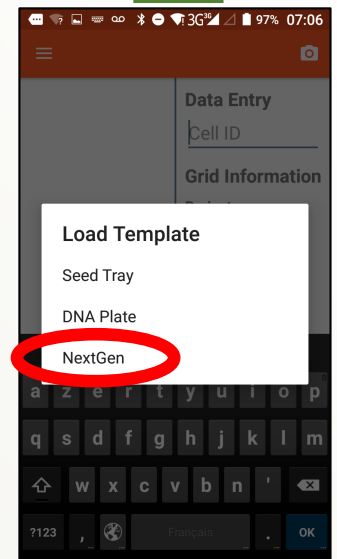 3G 97% 07:06
Data Entry
Cell ID
Grid Information
Load Template
Seed Tray
DNA Plate
NextGen
a z e r t y u i o p
q s d f g h j k l m
w x c v b n '
?123 , Français . OK